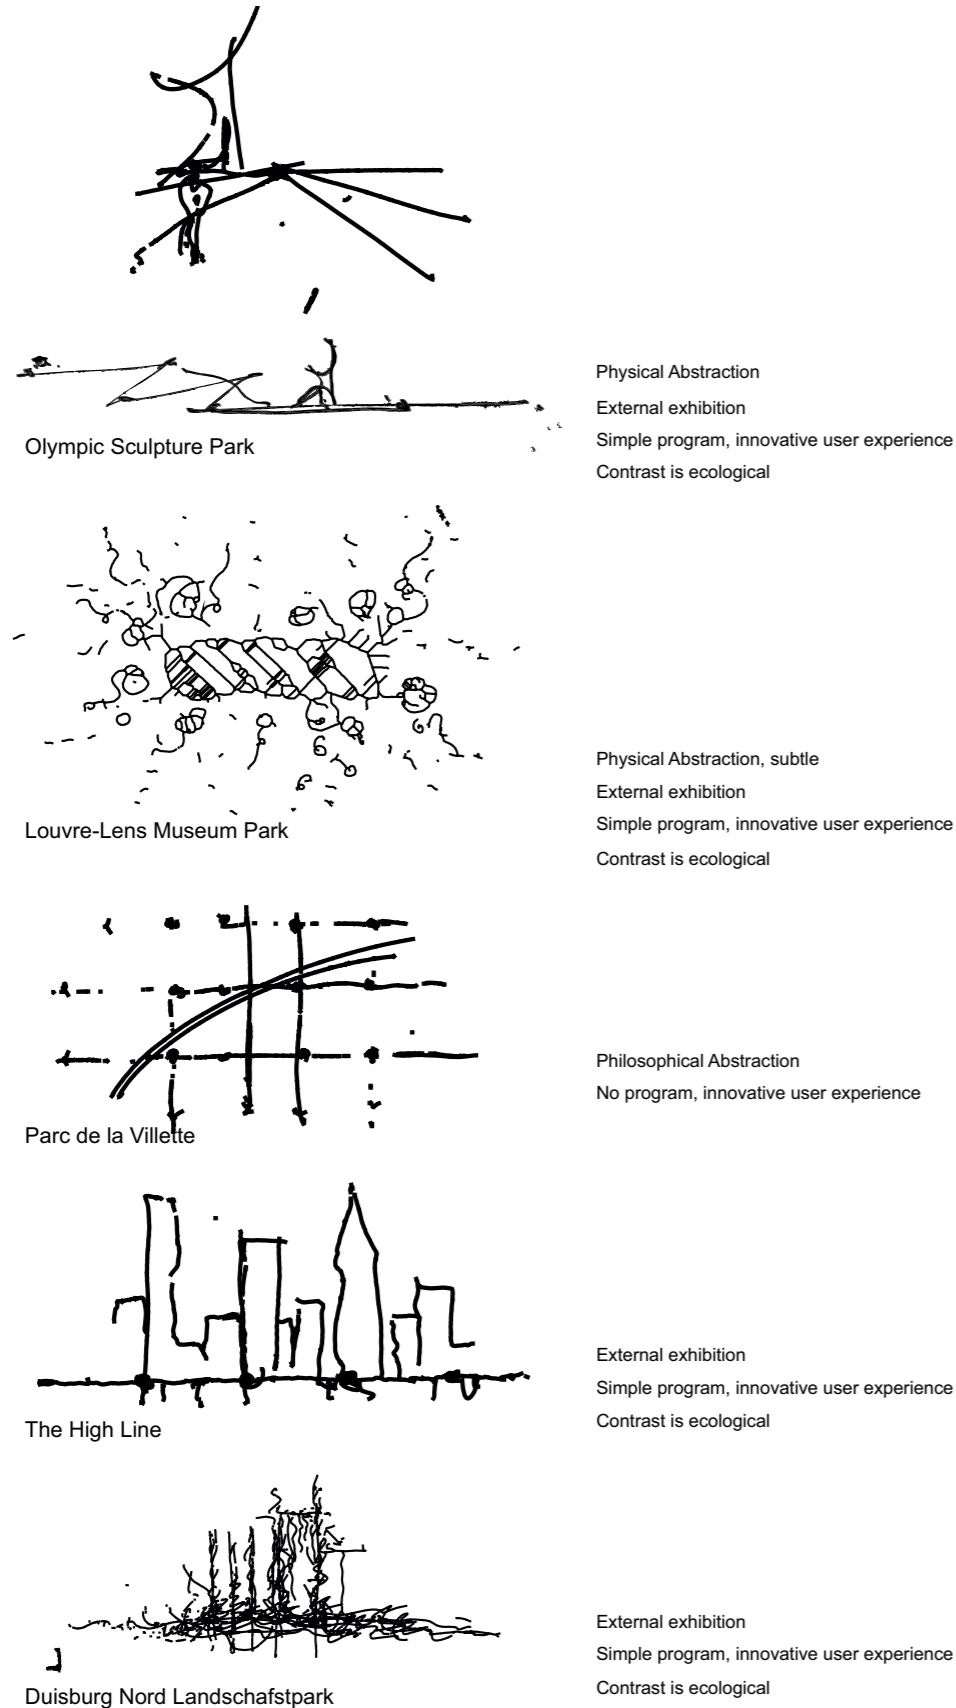 Physical Abstraction
External exhibition
Simple program, innovative user experience
Olympic Sculpture Park
Contrast is ecological
Physical Abstraction, subtle
External exhibition
Simple program, innovative user experience
Louvre-Lens Museum Park
Contrast is ecological
Philosophical Abstraction
No program, innovative user experience
Parc de la Villette
External exhibition
Simple program, innovative user experience
Contrast is ecological
The High Line
External exhibition
Simple program, innovative user experience
Contrast is ecological
Duisburg Nord Landschafstpark